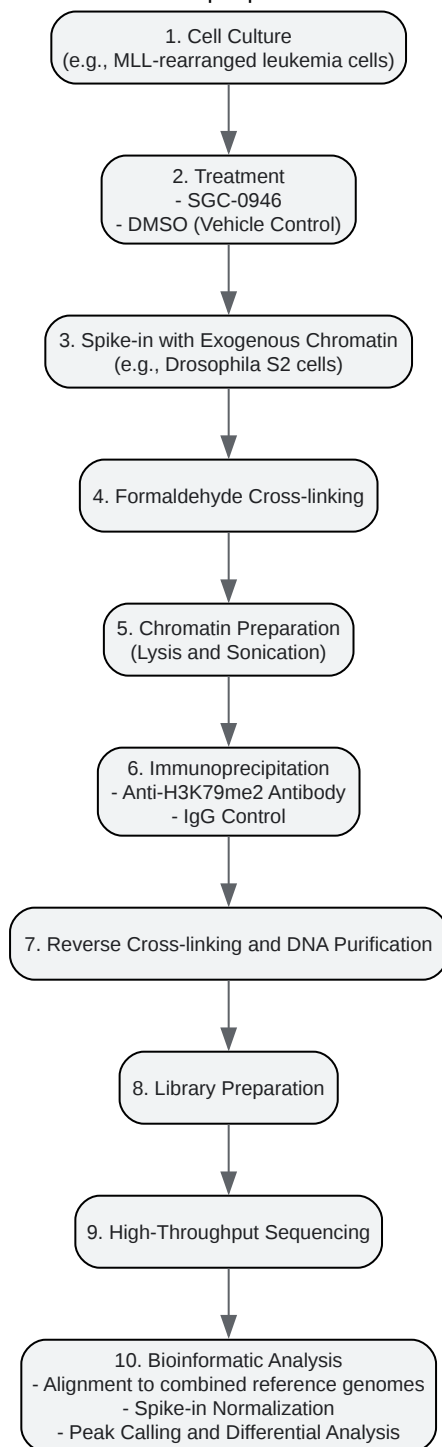 1. Cell Culture
(e.g., MLL-rearranged leukemia cells)
2. Treatment
- SGC-0946
- DMSO (Vehicle Control)
3. Spike-in with Exogenous Chromatin
(e.g., Drosophila S2 cells)
4. Formaldehyde Cross-linking
5. Chromatin Preparation
(Lysis and Sonication)
6. Immunoprecipitation
- Anti-H3K79me2 Antibody
- IgG Control
7. Reverse Cross-linking and DNA Purification
8. Library Preparation
9. High-Throughput Sequencing
10. Bioinformatic Analysis
- Alignment to combined reference genomes
- Spike-in Normalization
- Peak Calling and Differential Analysis